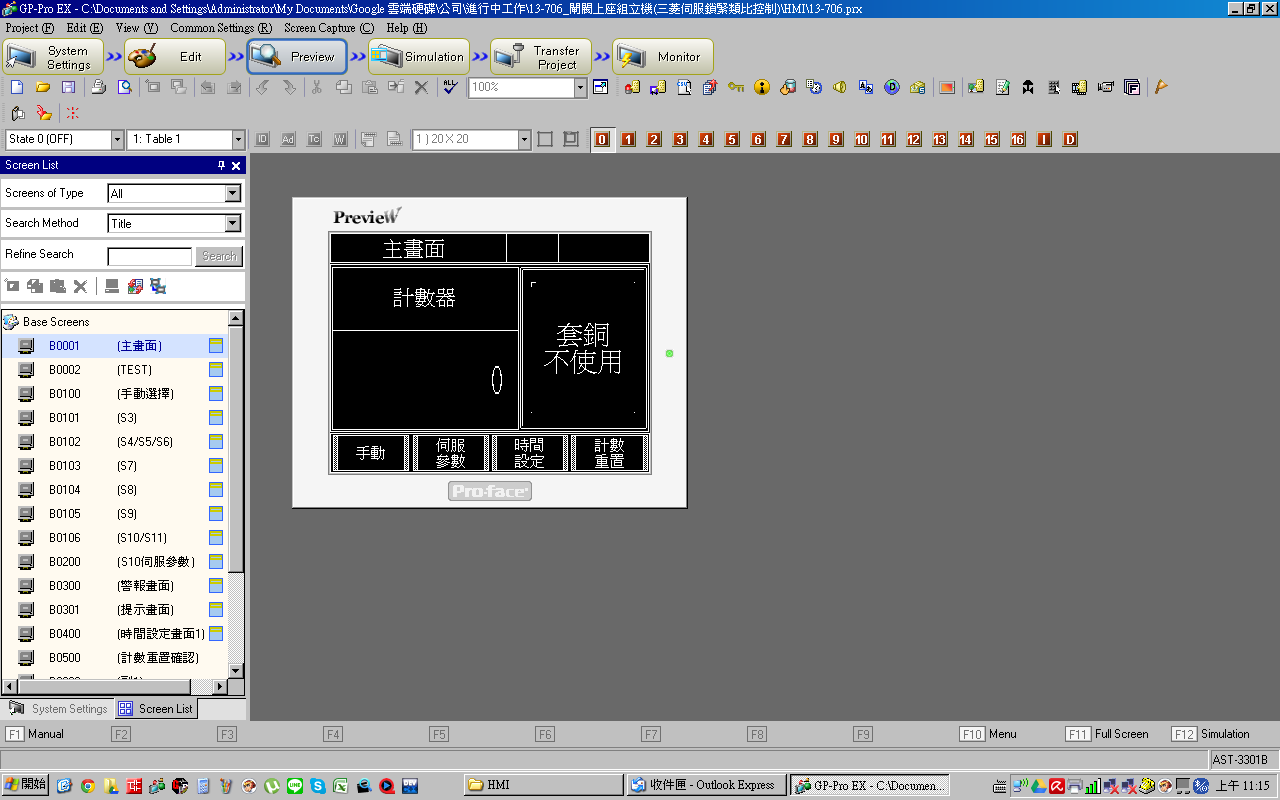 GP-Pro EX - C:\Documents and Settings\Administrator\My Documents\Google 雲端硬碟\公司\進行中工作\13-706_閘閥上座組立機(三菱伺服鎖緊類比控制)\HMI\13-706.prx
Project (F) Edit (E) View (V) Common Settings (R) Screen Capture (C) Help (H)
System Settings Edit Preview Simulation Transfer Project Monitor
100%
State 0 (OFF) 1: Table 1 ID Ad Tc W 1 ) 20 X 20 0 1 2 3 4 5 6 7 8 9 10 11 12 13 14 15 16 I D
Screen List
Screens of Type All
Search Method Title
Refine Search Search
Base Screens
B0001 (主畫面)
B0002 (TEST)
B0100 (手動選擇)
B0101 (S3)
B0102 (S4/S5/S6)
B0103 (S7)
B0104 (S8)
B0105 (S9)
B0106 (S10/S11)
B0200 (S10伺服參數)
B0300 (警報畫面)
B0301 (提示畫面)
B0400 (時間設定畫面1)
B0500 (計數重置確認)
System Settings Screen List
PrevieW
主畫面
計數器
0
套銅
不使用
手動
伺服
參數
時間
設定
計數
重置
Pro-face
F1 Manual F2 F3 F4 F5 F6 F7 F8 F9 F10 Menu F11 Full Screen F12 Simulation
AST-3301B
開始 HMI 收件匣 - Outlook Express GP-Pro EX - C:\Documen... 上午 11:15